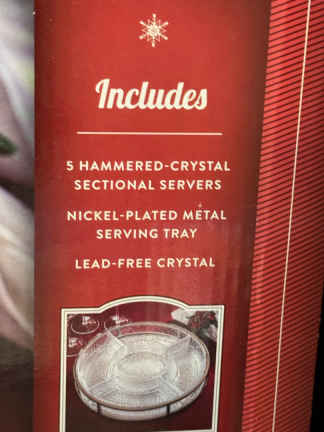 Includes
5 HAMMERED-CRYSTAL
SECTIONAL SERVERS
NICKEL-PLATED METAL
SERVING TRAY
LEAD-FREE CRYSTAL